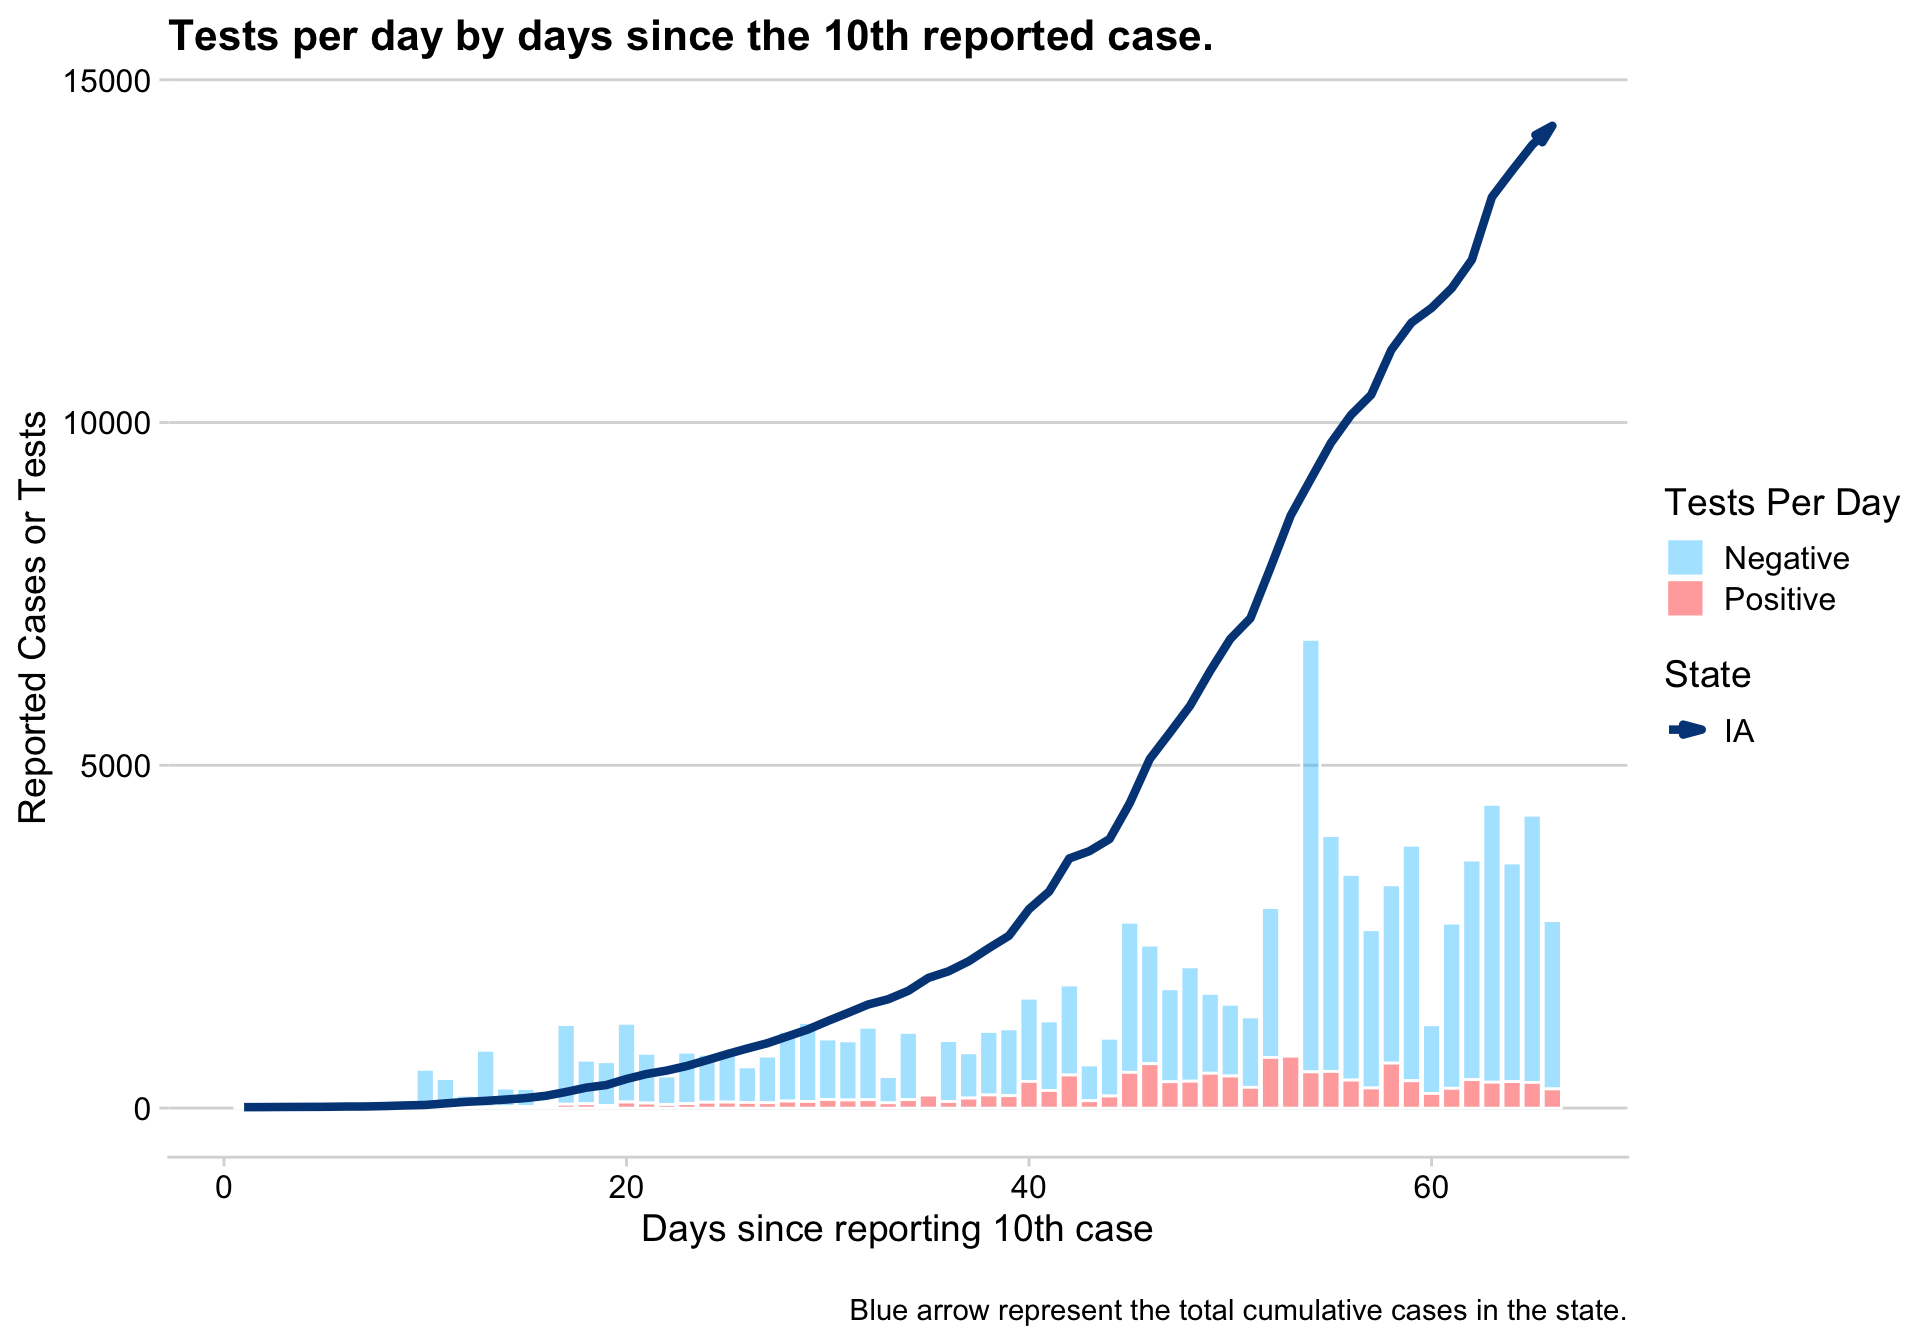 Tests per day by days since the 10th reported case.
15000
10000
5000
0
Reported Cases or Tests
0 20 40 60
Days since reporting 10th case
Tests Per Day
Negative
Positive
State
IA
Blue arrow represent the total cumulative cases in the state.